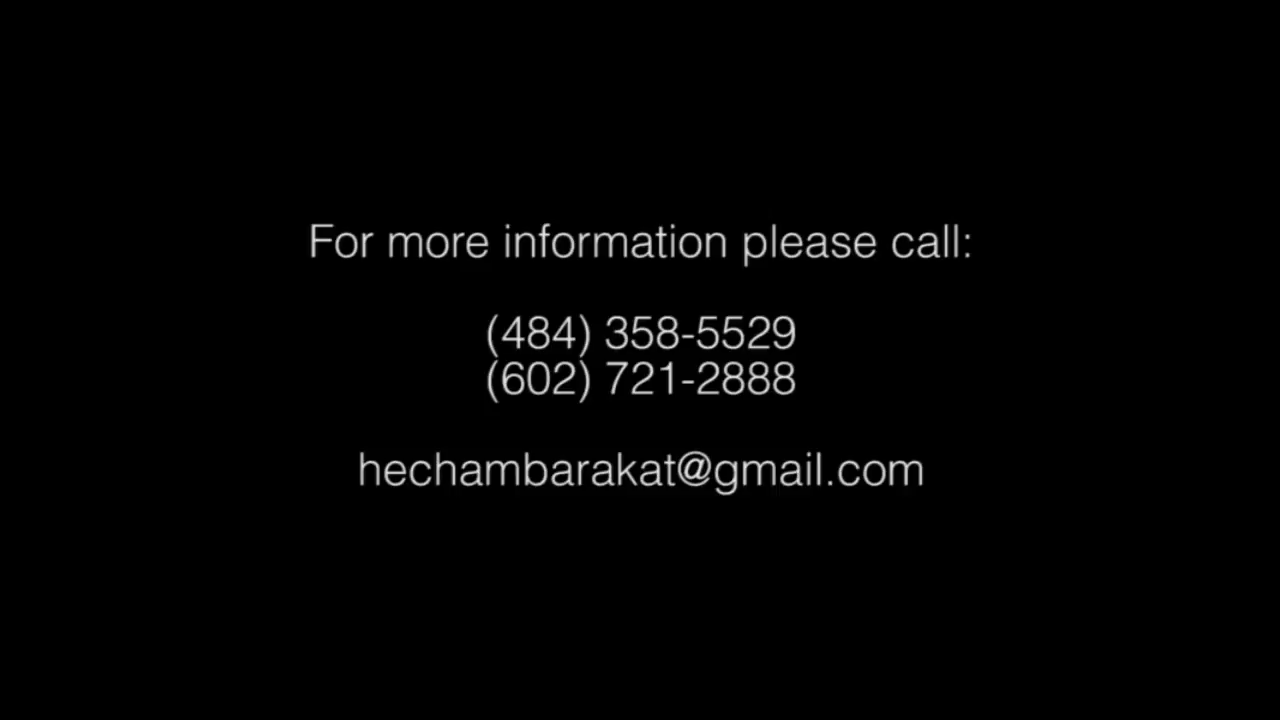 For more information please call:
(484) 358-5529
(602) 721-2888
hechambarakat@gmail.com